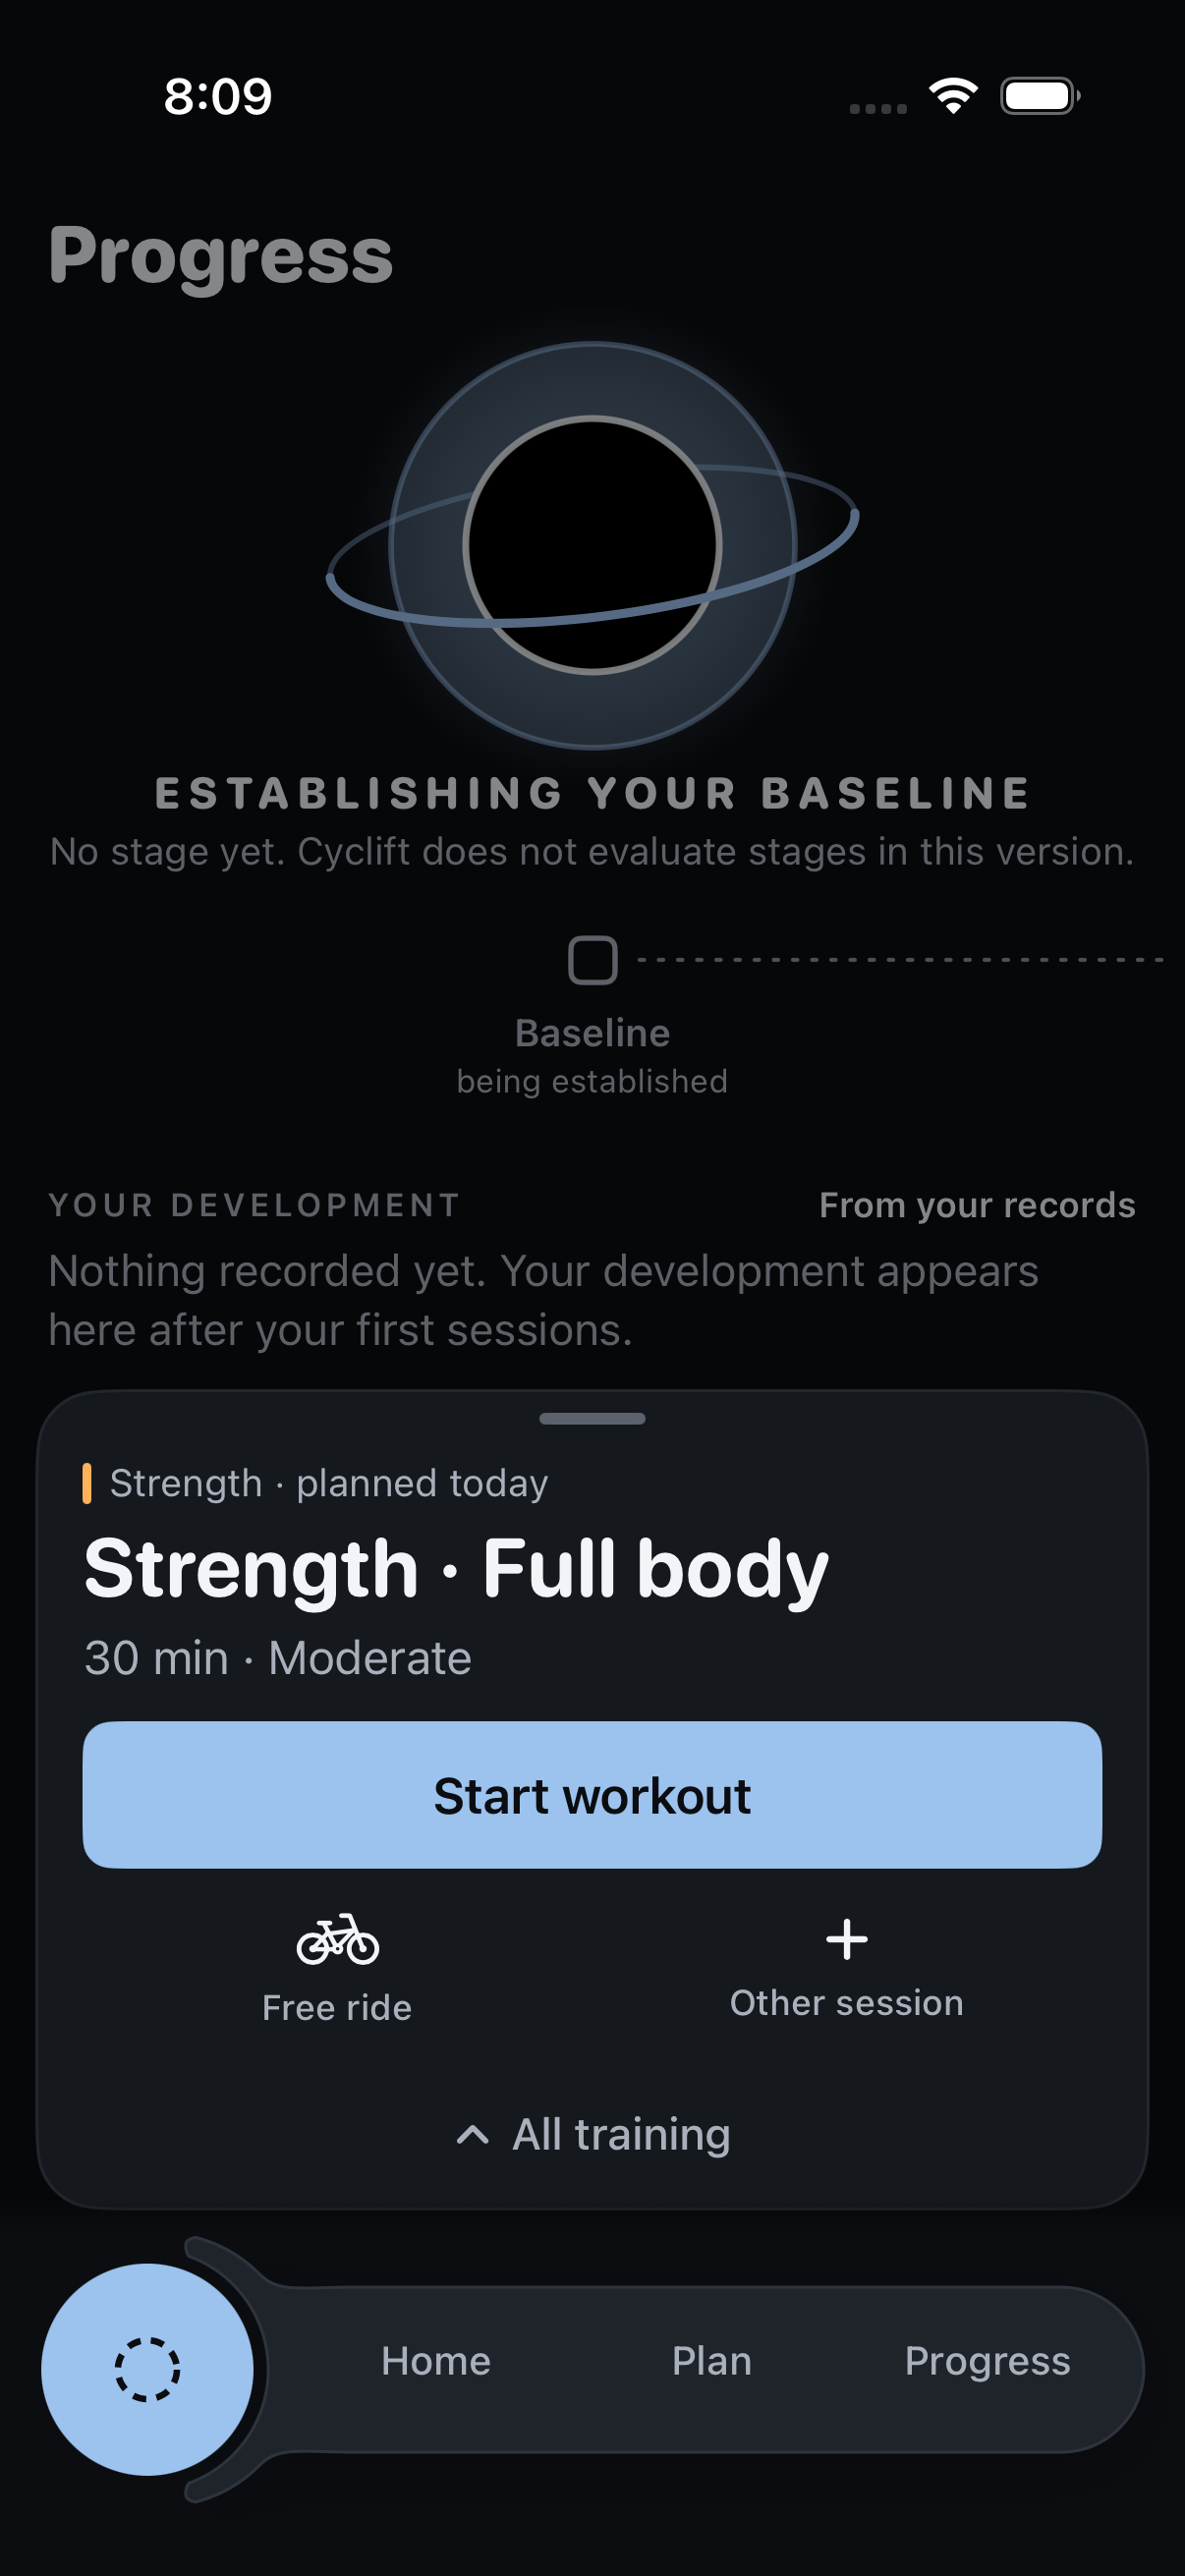 8:09
Progress
ESTABLISHING YOUR BASELINE
No stage yet. Cyclift does not evaluate stages in this version.
Baseline
being established
YOUR DEVELOPMENT
From your records
Nothing recorded yet. Your development appears
here after your first sessions.
Strength · planned today
Strength · Full body
30 min · Moderate
Start workout
Free ride
Other session
All training
Home
Plan
Progress